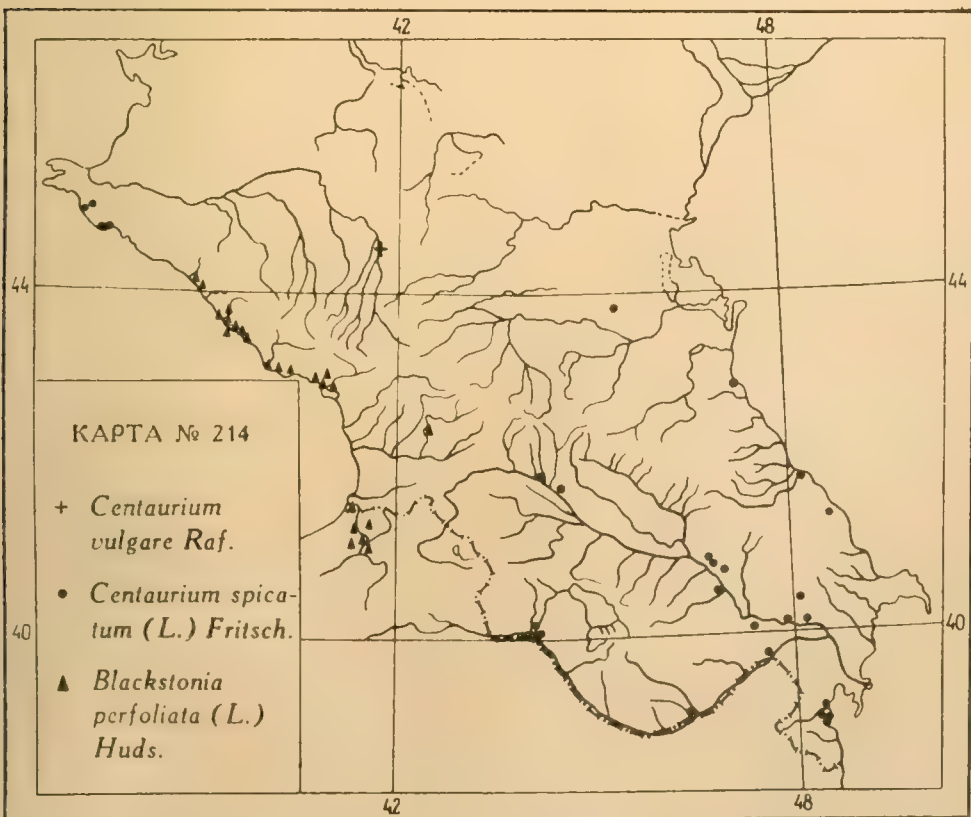 42 48
44 44
КАРТА № 214
+ Centaurium
vulgare Raf.
• Centaurium spica-
tum (L.) Fritsch.
40 40
▲ Blackstonia
perfoliata (L.)
Huds.
42 48